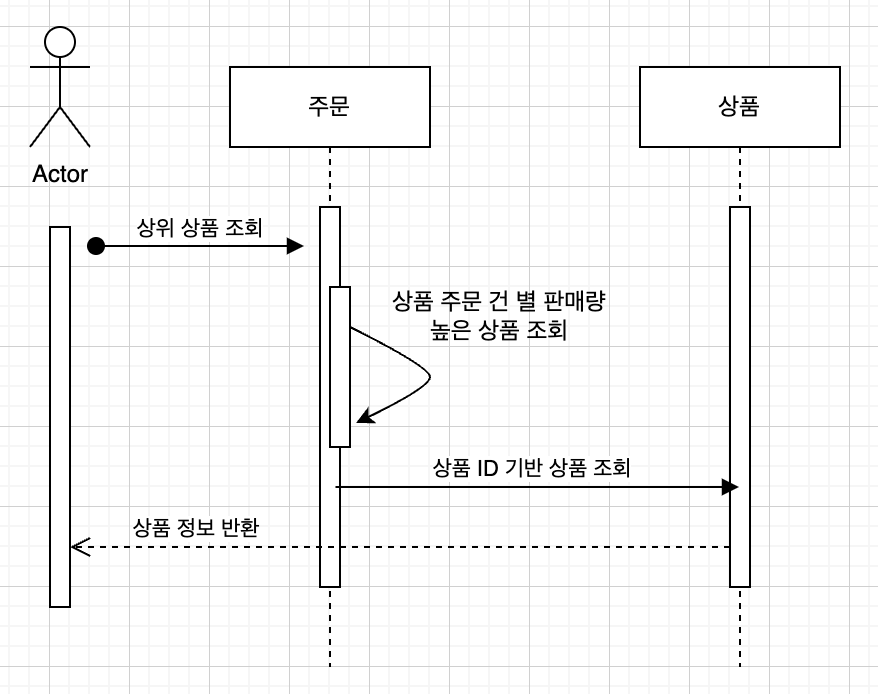 주문
상품
Actor
상위 상품 조회
상품 주문 건 별 판매량
높은 상품 조회
상품 ID 기반 상품 조회
상품 정보 반환